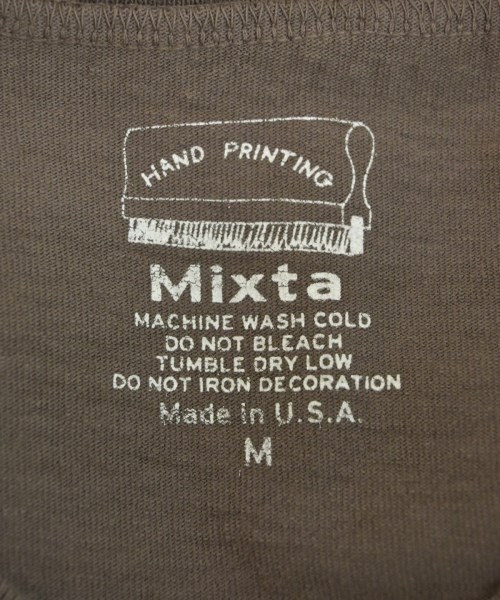 HAND PRINTING
Mixta
MACHINE WASH COLD
DO NOT BLEACH
TUMBLE DRY LOW
DO NOT IRON DECORATION
Made in U.S.A.
M